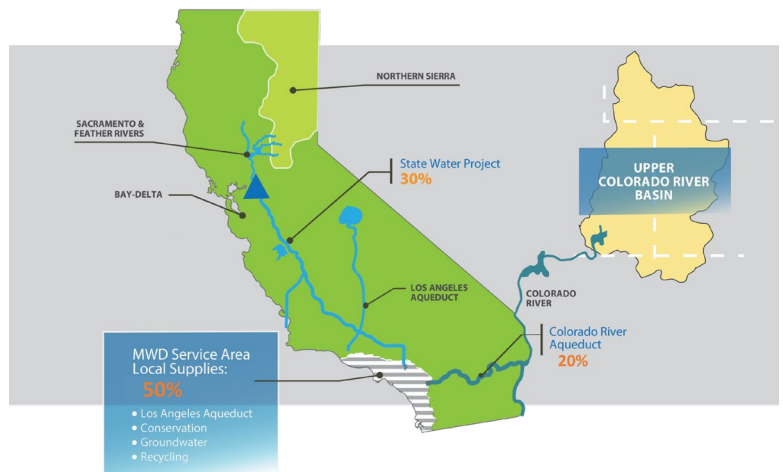 NORTHERN SIERRA
SACRAMENTO &
FEATHER RIVERS
State Water Project
30%
UPPER
COLORADO RIVER
BASIN
BAY-DELTA
LOS ANGELES
AQUEDUCT
COLORADO
RIVER
Colorado River
Aqueduct
20%
MWD Service Area
Local Supplies:
50%
• Los Angeles Aqueduct
• Conservation
• Groundwater
• Recycling